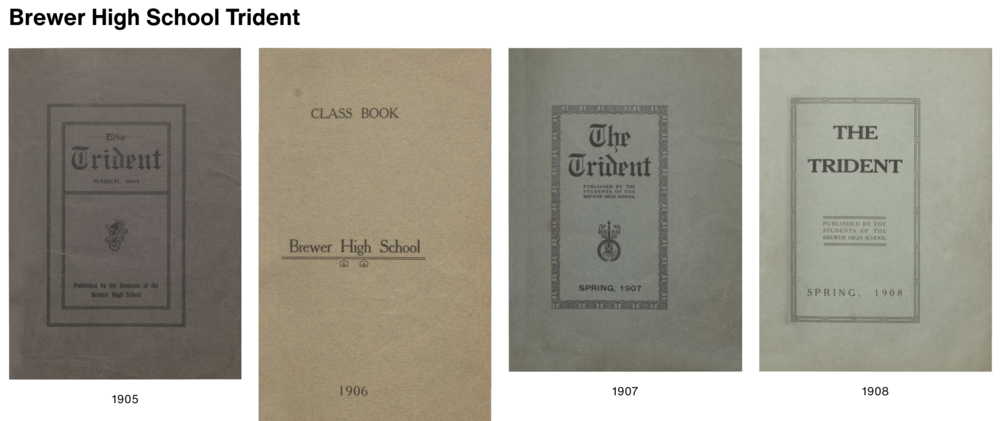 Brewer High School Trident
The
Trident
MARCH, 1905
Published by the Students of the
Brewer High School
1905
CLASS BOOK
Brewer High School
1906
The
Trident
PUBLISHED BY THE
STUDENTS OF THE
BREWER HIGH SCHOOL
SPRING, 1907
1907
THE
TRIDENT
PUBLISHED BY THE
STUDENTS OF THE
BREWER HIGH SCHOOL
SPRING, 1908
1908